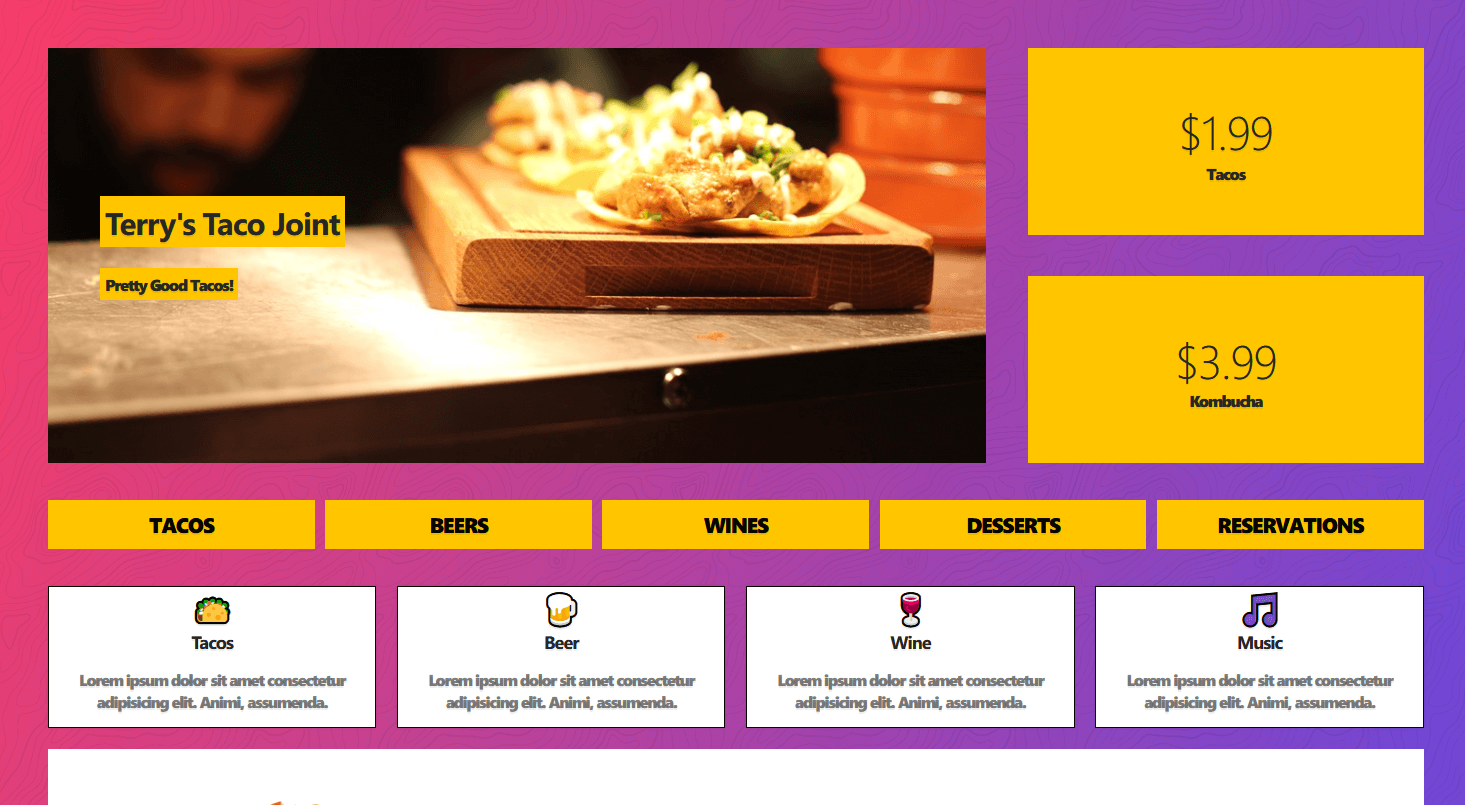 Terry's Taco Joint
Pretty Good Tacos!
$1.99
Tacos
$3.99
Kombucha
TACOS
BEERS
WINES
DESSERTS
RESERVATIONS
Tacos
Lorem ipsum dolor sit amet consectetur
adipisicing elit. Animi, assumenda.
Beer
Lorem ipsum dolor sit amet consectetur
adipisicing elit. Animi, assumenda.
Wine
Lorem ipsum dolor sit amet consectetur
adipisicing elit. Animi, assumenda.
Music
Lorem ipsum dolor sit amet consectetur
adipisicing elit. Animi, assumenda.